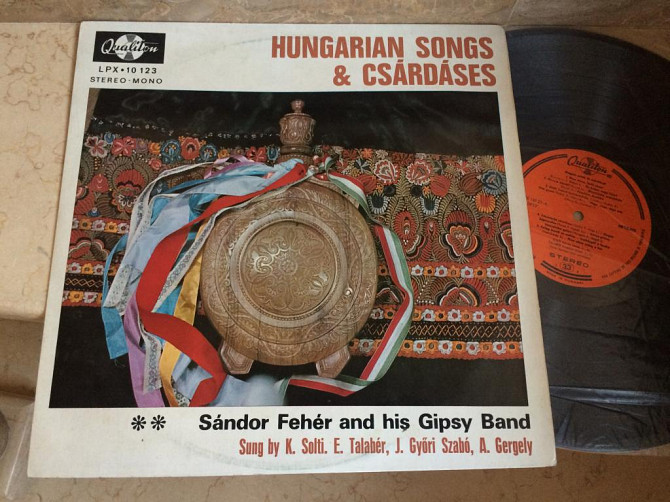 Qualiton
LPX•10 123
STEREO-MONO
HUNGARIAN SONGS
& CSÁRDÁSES
** Sándor Fehér and his Gipsy Band
Sung by K. Solti. E. Talabér, J. Győri Szabó, A. Gergely
Qualiton
STEREO
33